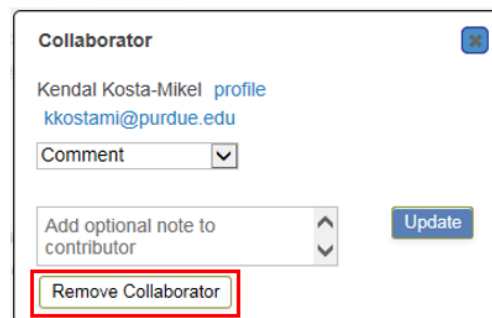 Collaborator
Kendal Kosta-Mikel profile
kkostami@purdue.edu
Comment
Add optional note to
contributor
Update
Remove Collaborator